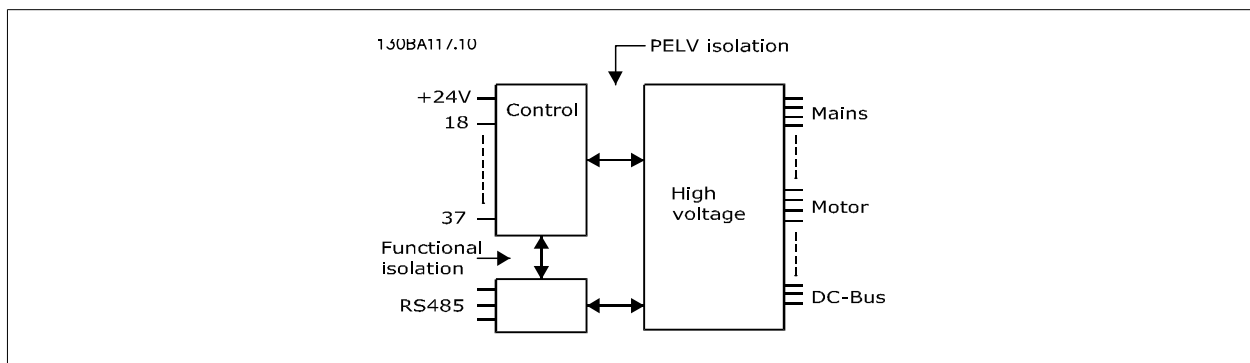 130BA117.10
PELV isolation
+24V
Control
18
Mains
High
voltage
37
Motor
Functional
isolation
RS485
DC-Bus